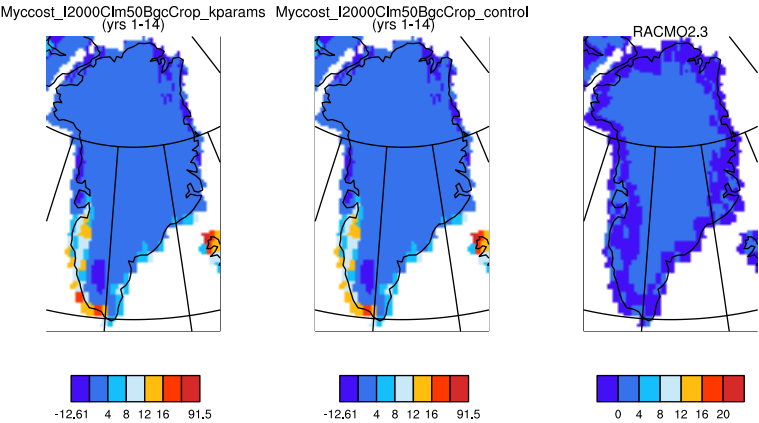 Myccost_I2000Clm50BgcCrop_kparams
(yrs 1-14)
Myccost_I2000Clm50BgcCrop_control
(yrs 1-14)
RACMO2.3
-12.61 4 8 12 16 91.5
-12.61 4 8 12 16 91.5
0 4 8 12 16 20